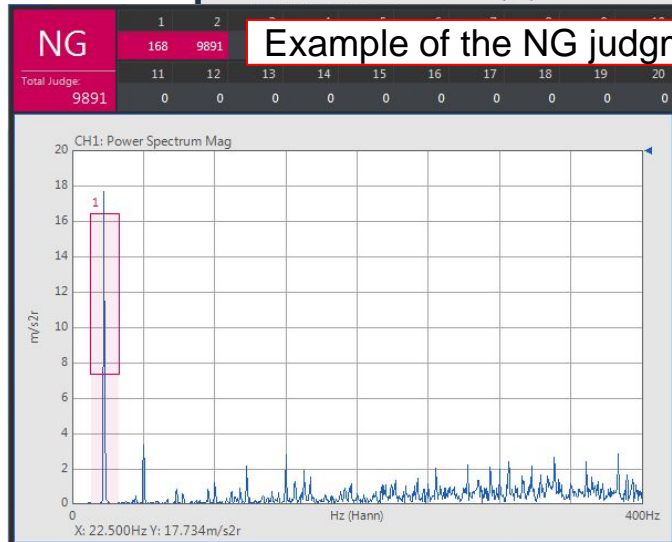 NG
Total Judge:
9891
1 2
168 9891
Example of the NG
11 12 13 14 15 16 17 18 19 20
0 0 0 0 0 0 0 0 0 0
CH1: Power Spectrum Mag
20
18
16
14
12
10
8
6
4
2
0
1
m/s2r
0 Hz (Hann) 400Hz
X: 22.500Hz Y: 17.734m/s2r